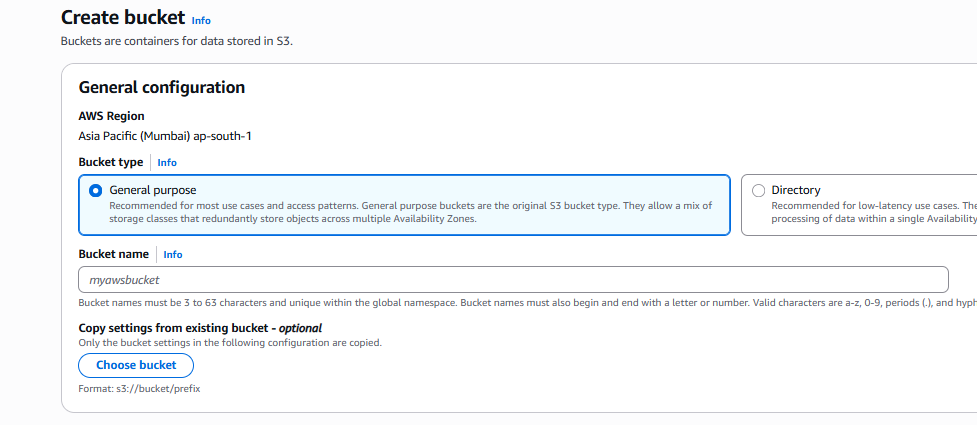 Create bucket Info
Buckets are containers for data stored in S3.
General configuration
AWS Region
Asia Pacific (Mumbai) ap-south-1
Bucket type Info
General purpose
Recommended for most use cases and access patterns. General purpose buckets are the original S3 bucket type. They allow a mix of
storage classes that redundantly store objects across multiple Availability Zones.
Directory
Recommended for low-latency use cases. The
processing of data within a single Availability
Bucket name Info
myawsbucket
Bucket names must be 3 to 63 characters and unique within the global namespace. Bucket names must also begin and end with a letter or number. Valid characters are a-z, 0-9, periods (.), and hyph
Copy settings from existing bucket - optional
Only the bucket settings in the following configuration are copied.
Choose bucket
Format: s3://bucket/prefix